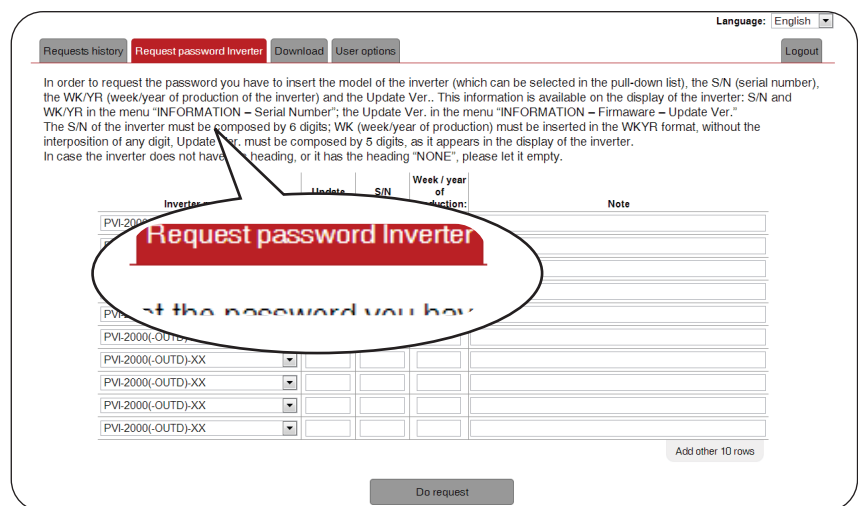 Language: English
Requests history Request password Inverter Download User options Logout
In order to request the password you have to insert the model of the inverter (which can be selected in the pull-down list), the S/N (serial number),
the WK/YR (week/year of production of the inverter) and the Update Ver.. This information is available on the display of the inverter: S/N and
WK/YR in the menu “INFORMATION – Serial Number”; the Update Ver. in the menu “INFORMATION – Firmaware – Update Ver.”
The S/N of the inverter must be composed by 6 digits; WK (week/year of production) must be inserted in the WKYR format, without the
interposition of any digit, Update Ver. must be composed by 5 digits, as it appears in the display of the inverter.
In case the inverter does not have heading, or it has the heading “NONE”, please let it empty.
Week / year
of
Inverter Update S/N Note
Request password Inverter
the password you
PVI-2000(-OUTD)-XX
PVI-2000(-OUTD)-XX
PVI-2000(-OUTD)-XX
PVI-2000(-OUTD)-XX
Add other 10 rows
Do request